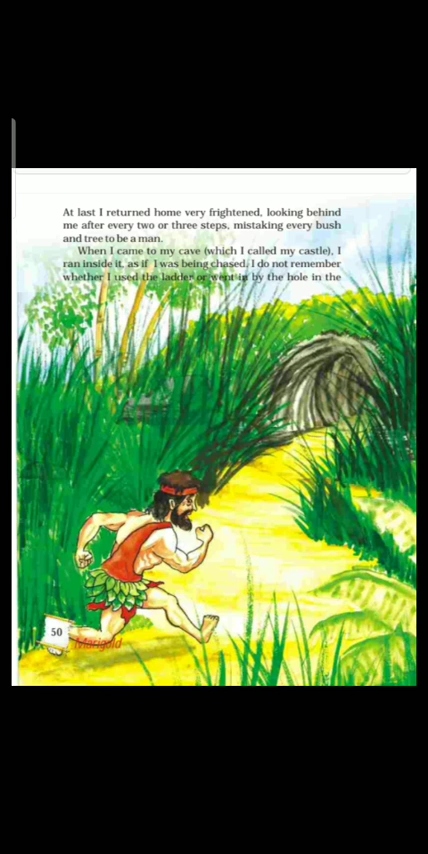 At last I returned home very frightened, looking behind
me after every two or three steps, mistaking every bush
and tree to be a man.
When I came to my cave (which I called my castle), I
ran inside it, as if I was being chased. I do not remember
whether I used the ladder or went in by the hole in the
50
Marigold